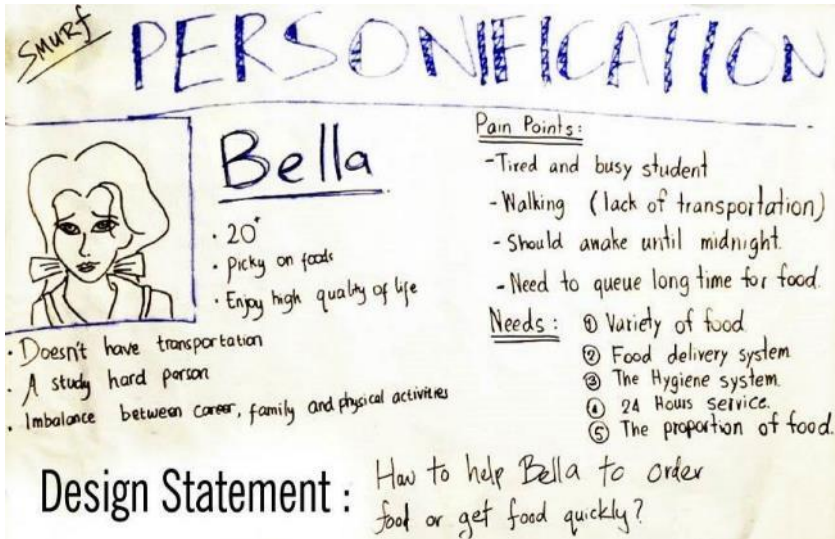 SMURF
PERSONIFICATION
Bella
· 20⁺
· Picky on foods
· Enjoy high quality of life
· Doesn't have transportation
· A study hard person
· Imbalance between career, family and physical activities
Pain Points:
- Tired and busy student
- Walking (lack of transportation)
- Should awake until midnight.
- Need to queue long time for food.
Needs: ① Variety of food
② Food delivery system
③ The Hygiene system.
④ 24 Hours service.
⑤ The proportion of food.
Design Statement : How to help Bella to order
food or get food quickly?